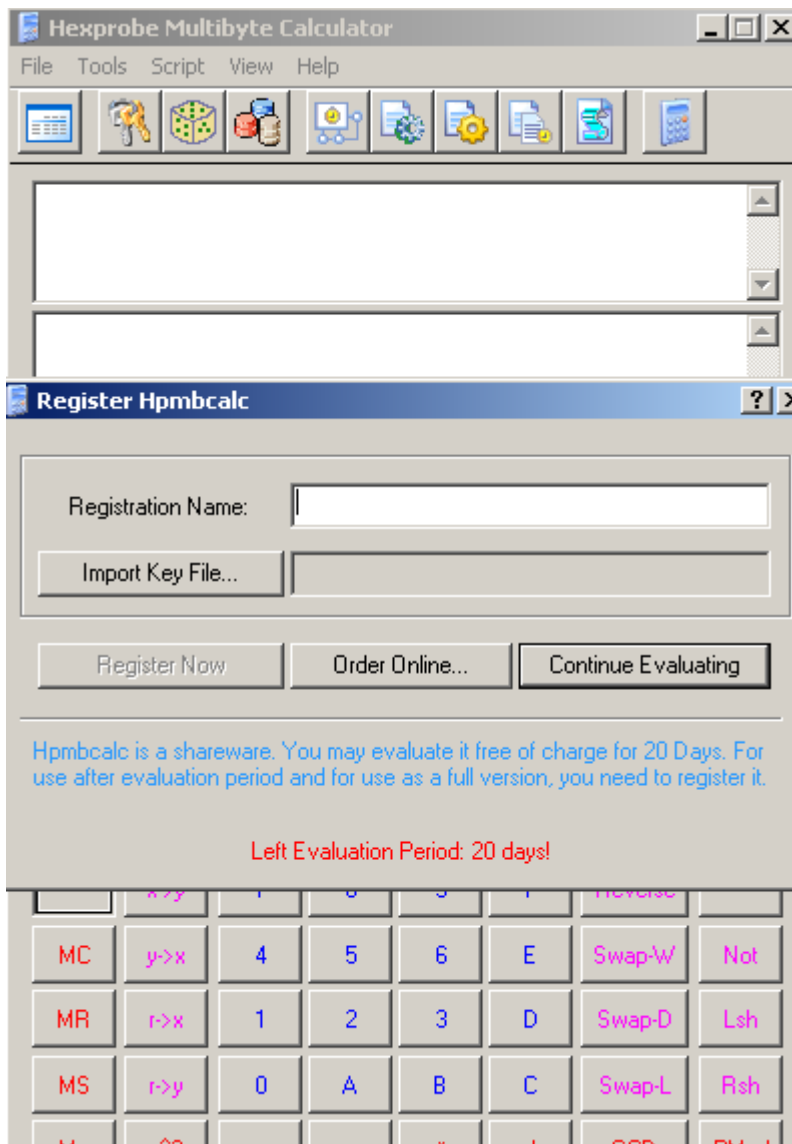 Hexprobe Multibyte Calculator
File Tools Script View Help
Register Hpmbcalc
Registration Name:
Import Key File...
Register Now Order Online... Continue Evaluating
Hpmbcalc is a shareware. You may evaluate it free of charge for 20 Days. For
use after evaluation period and for use as a full version, you need to register it.
Left Evaluation Period: 20 days!
MC y->x 4 5 6 E Swap-W Not
MR r->x 1 2 3 D Swap-D Lsh
MS r->y 0 A B C Swap-L Rsh